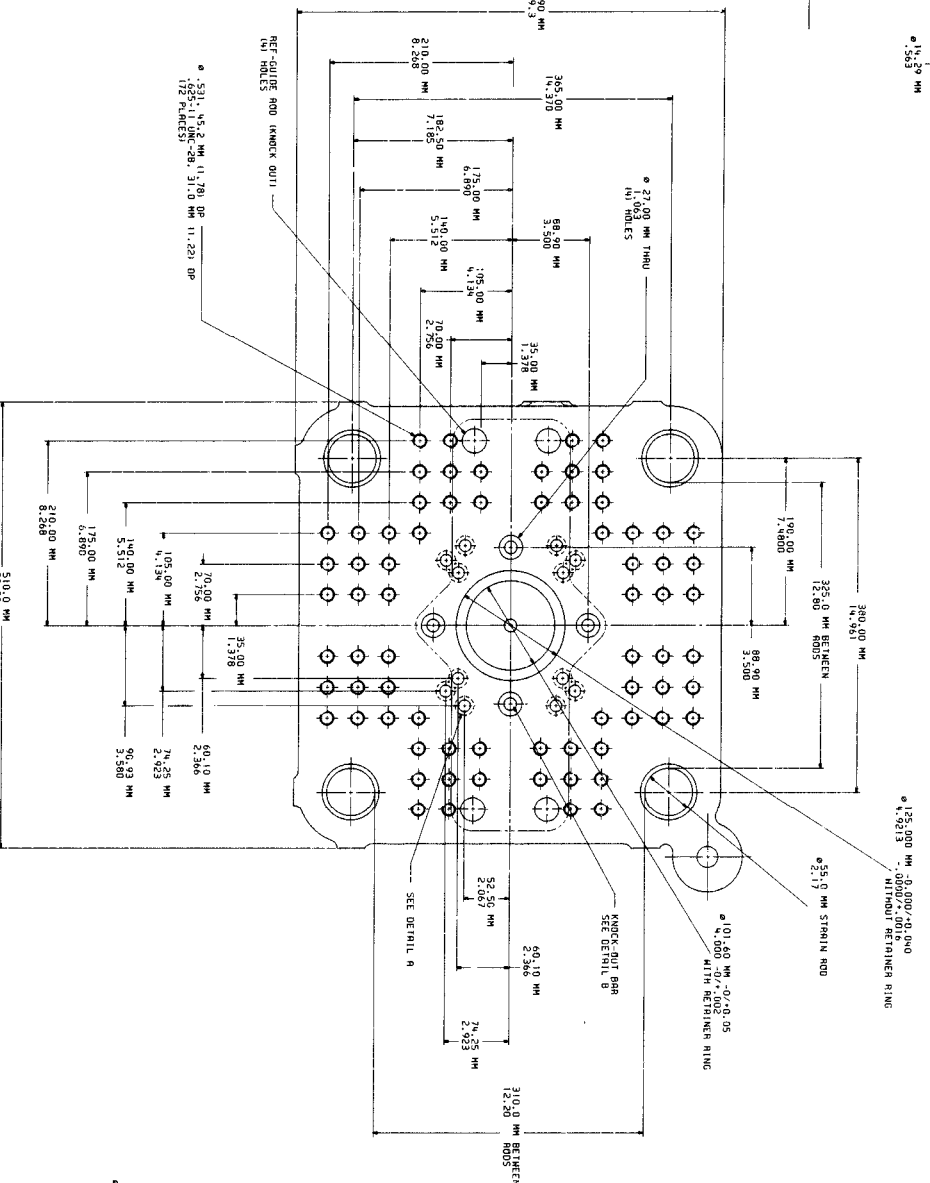 ø 14.29 MM
.563
9.3
210.00 MM
8.268
365.00 MM
14.370
182.50 MM
7.185
175.00 MM
6.890
140.00 MM
5.512
88.90 MM
3.500
105.00 MM
4.134
70.00 MM
2.756
35.00 MM
1.378
REF-GUIDE ROD (KNOCK OUT)
(4) HOLES
ø .531, 45.2 MM (1.78) DP
.625-11 UNC-2B, 31.0 MM (1.22) DP
(72 PLACES)
ø 27.00 MM THRU
1.063
(4) HOLES
510.0 MM
210.00 MM
8.268
175.00 MM
6.890
140.00 MM
5.512
105.00 MM
4.134
70.00 MM
2.756
35.00 MM
1.378
60.10 MM
2.366
74.25 MM
2.923
90.93 MM
3.580
190.00 MM
7.4800
325.0 MM BETWEEN
12.80 RODS
380.00 MM
14.961
88.90 MM
3.500
ø 125.000 MM -0.000/+0.040
4.9213 -.0000/+.0016
WITHOUT RETAINER RING
ø 55.0 MM STRAIN ROD
2.17
ø 101.60 MM -0/+0.05
4.000 -0/+.002
WITH RETAINER RING
KNOCK-OUT BAR
SEE DETAIL B
SEE DETAIL A
52.50 MM
2.067
60.10 MM
2.366
74.25 MM
2.923
310.0 MM BETWEEN
12.20 RODS